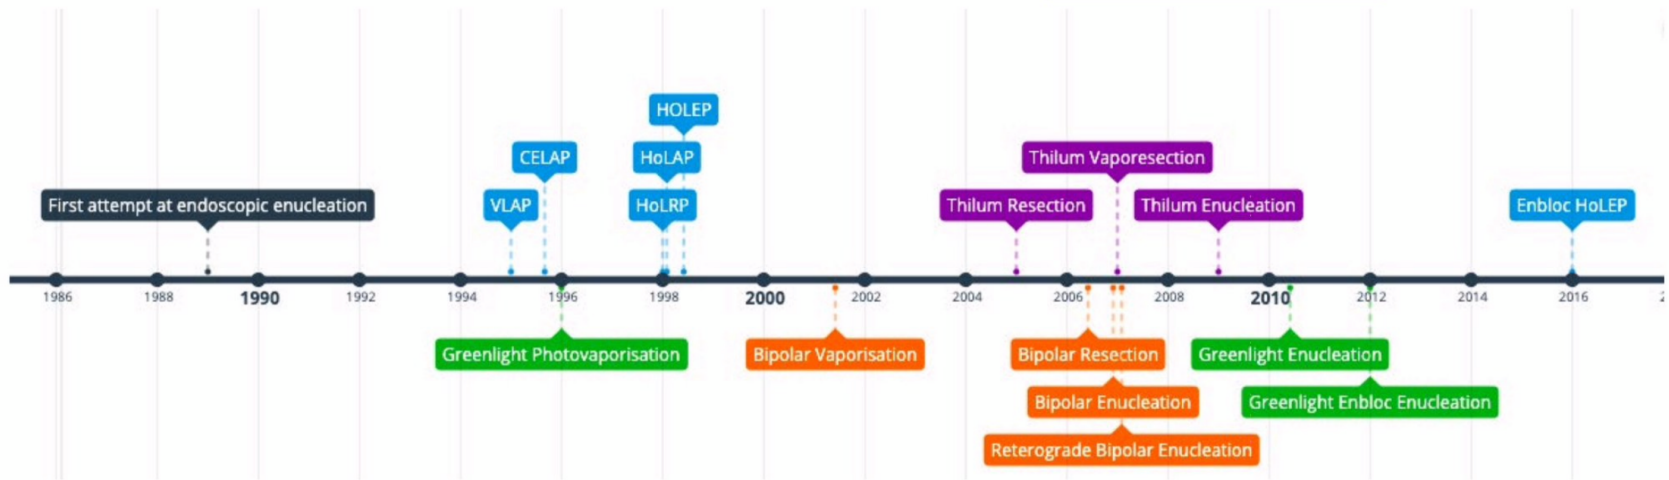 HOLEP
CELAP
HoLAP
Thilum Vaporesection
First attempt at endoscopic enucleation
VLAP
HoLRP
Thilum Resection
Thilum Enucleation
Enbloc HoLEP
1986 1988 1990 1992 1994 1996 1998 2000 2002 2004 2006 2008 2010 2012 2014 2016
Greenlight Photovaporisation
Bipolar Vaporisation
Bipolar Resection
Greenlight Enucleation
Bipolar Enucleation
Greenlight Enbloc Enucleation
Reterograde Bipolar Enucleation